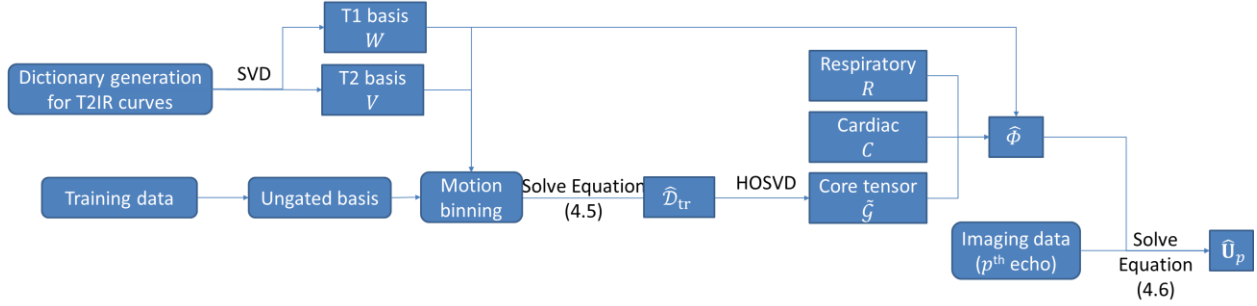 T1 basis
W
SVD
Dictionary generation
for T2IR curves
T2 basis
V
Respiratory
R
Cardiac
C
Φ̂
Training data
Ungated basis
Motion
binning
Solve Equation
(4.5)
𝒟̂tr
HOSVD
Core tensor
𝒢̃
Imaging data
(pᵗʰ echo)
Solve
Equation
(4.6)
𝐔̂p